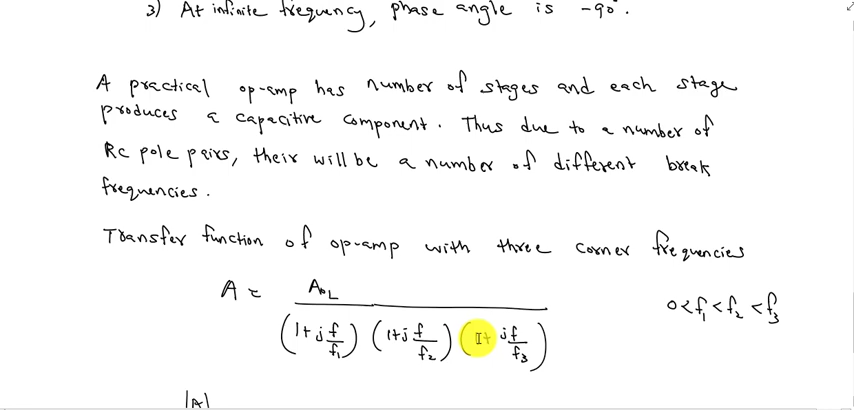 3) At infinite frequency, phase angle is -90°.
A practical op-amp has number of stages and each stage
produces a capacitive component. Thus due to a number of
RC pole pairs, their will be a number of different break
frequencies.
Transfer function of op-amp with three corner frequencies
A = A_OL / (1+j f/f₁) (1+j f/f₂) (1+ j f/f₃) 0<f₁<f₂<f₃
|A|